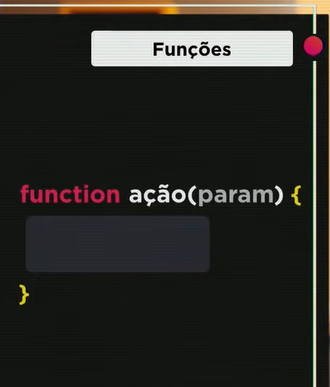 Funções
function ação(param) {
}